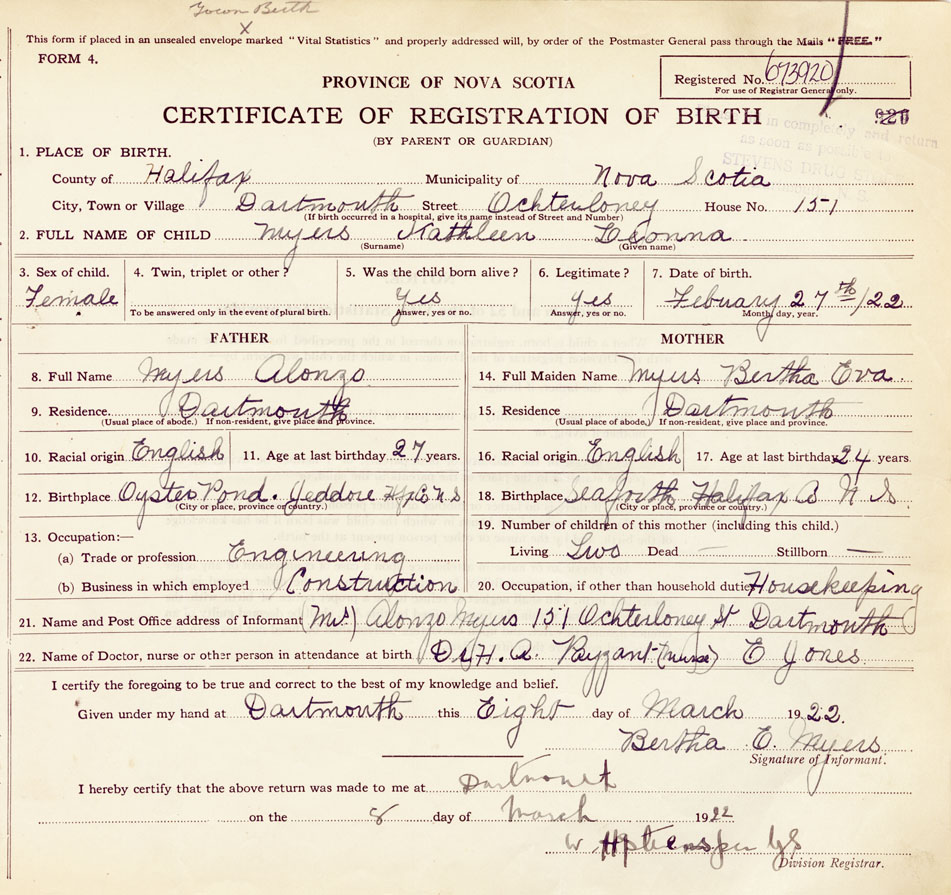 Birth
This form if placed in an unsealed envelope marked "Vital Statistics" and properly addressed will, by order of the Postmaster General pass through the Mails "FREE."
FORM 4.
PROVINCE OF NOVA SCOTIA
Registered No. 673920
For use of Registrar General only.
CERTIFICATE OF REGISTRATION OF BIRTH
(BY PARENT OR GUARDIAN)
in completely and return
as soon as possible to
STEVENS DRUG
1. PLACE OF BIRTH.
County of Halifax Municipality of Nova Scotia
City, Town or Village Dartmouth Street Ochterloney House No. 151
(If birth occurred in a hospital, give its name instead of Street and Number)
2. FULL NAME OF CHILD Myers Kathleen Leonna
(Surname) (Given name)
3. Sex of child. 4. Twin, triplet or other? 5. Was the child born alive? 6. Legitimate? 7. Date of birth.
Female Yes yes Febuary 27th/22
To be answered only in the event of plural birth. Answer, yes or no. Answer, yes or no. Month, day, year.
FATHER MOTHER
8. Full Name Myers Alonzo 14. Full Maiden Name Myers Bertha Eva
9. Residence Dartmouth 15. Residence Dartmouth
(Usual place of abode.) If non-resident, give place and province. (Usual place of abode.) If non-resident, give place and province.
10. Racial origin English 11. Age at last birthday 27 years. 16. Racial origin English 17. Age at last birthday 24 years.
12. Birthplace Oyster Pond. Jeddore Hfx Co N S 18. Birthplace Seaforth Halifax Co N S
(City or place, province or country.) (City or place, province or country.)
19. Number of children of this mother (including this child.)
13. Occupation:—
Living Two Dead — Stillborn —
(a) Trade or profession Engineering
(b) Business in which employed Construction 20. Occupation, if other than household duties Housekeeping
21. Name and Post Office address of Informant (Mrs) Alonzo Myers 151 Ochterloney St Dartmouth
22. Name of Doctor, nurse or other person in attendance at birth Dr H. A. (nurse) E Jones
I certify the foregoing to be true and correct to the best of my knowledge and belief.
Given under my hand at Dartmouth this Eight day of March 1922.
Bertha E. Myers
Signature of Informant.
I hereby certify that the above return was made to me at Dartmouth
on the 8 day of March 1922
Division Registrar.